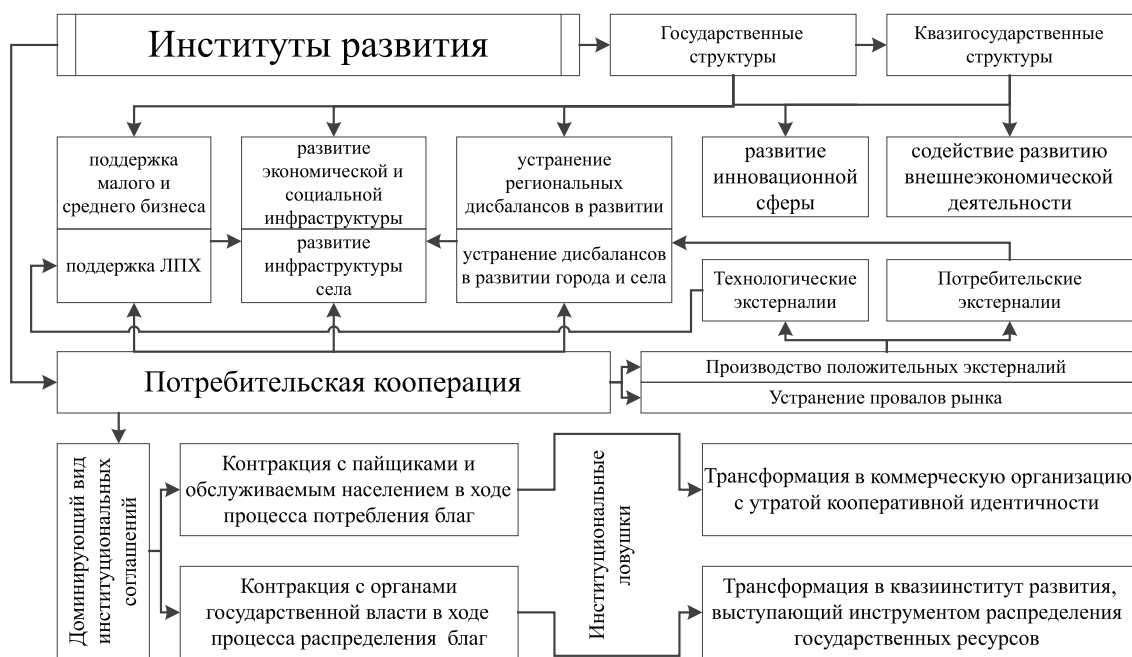 Институты развития
Государственные
структуры
Квазигосударственные
структуры
поддержка
малого и
среднего бизнеса
развитие
экономической и
социальной
инфраструктуры
устранение
региональных
дисбалансов в развитии
развитие
инновационной
сферы
содействие развитию
внешнеэкономической
деятельности
поддержка ЛПХ
развитие
инфраструктуры
села
устранение дисбалансов
в развитии города и села
Технологические
экстерналии
Потребительские
экстерналии
Потребительская кооперация
Производство положительных экстерналий
Устранение провалов рынка
Доминирующий вид
институциональных
соглашений
Контракция с пайщиками и
обслуживаемым населением в ходе
процесса потребления благ
Контракция с органами
государственной власти в ходе
процесса распределения благ
Институциональные
ловушки
Трансформация в коммерческую организацию
с утратой кооперативной идентичности
Трансформация в квазиинститут развития,
выступающий инструментом распределения
государственных ресурсов